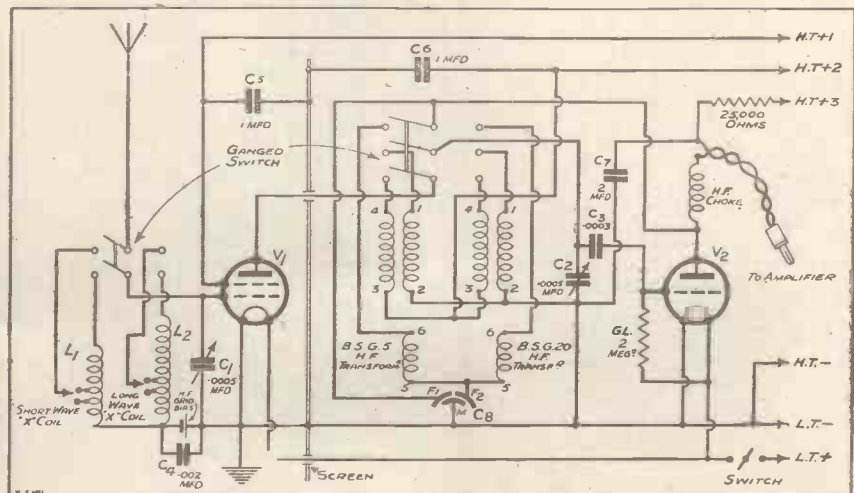 H.T+1
C6
1 MFD
H.T+2
C5
1 MFD
H.T+3
25,000
OHMS
GANGED
SWITCH
C7
2
MFD
H.F.
CHOKE
4
1
4
1
C3
.0003
V1
V2
C2
.0005
MFD
TO AMPLIFIER
3
2
3
2
L1
L2
C1
.0005
MFD
6
6
B.S.G.5
H.F
TRANSFORMR
B.S.G.20
H.F.
TRANSFR
GL.
2
MEGS
5
5
H.T.-
SHORT WAVE
"X" COIL
LONG
WAVE
"X" COIL
H.F
GRID
BIAS
F1
F2
M
C8
L.T-
C4
.002
MFD
SCREEN
L.T+
SWITCH